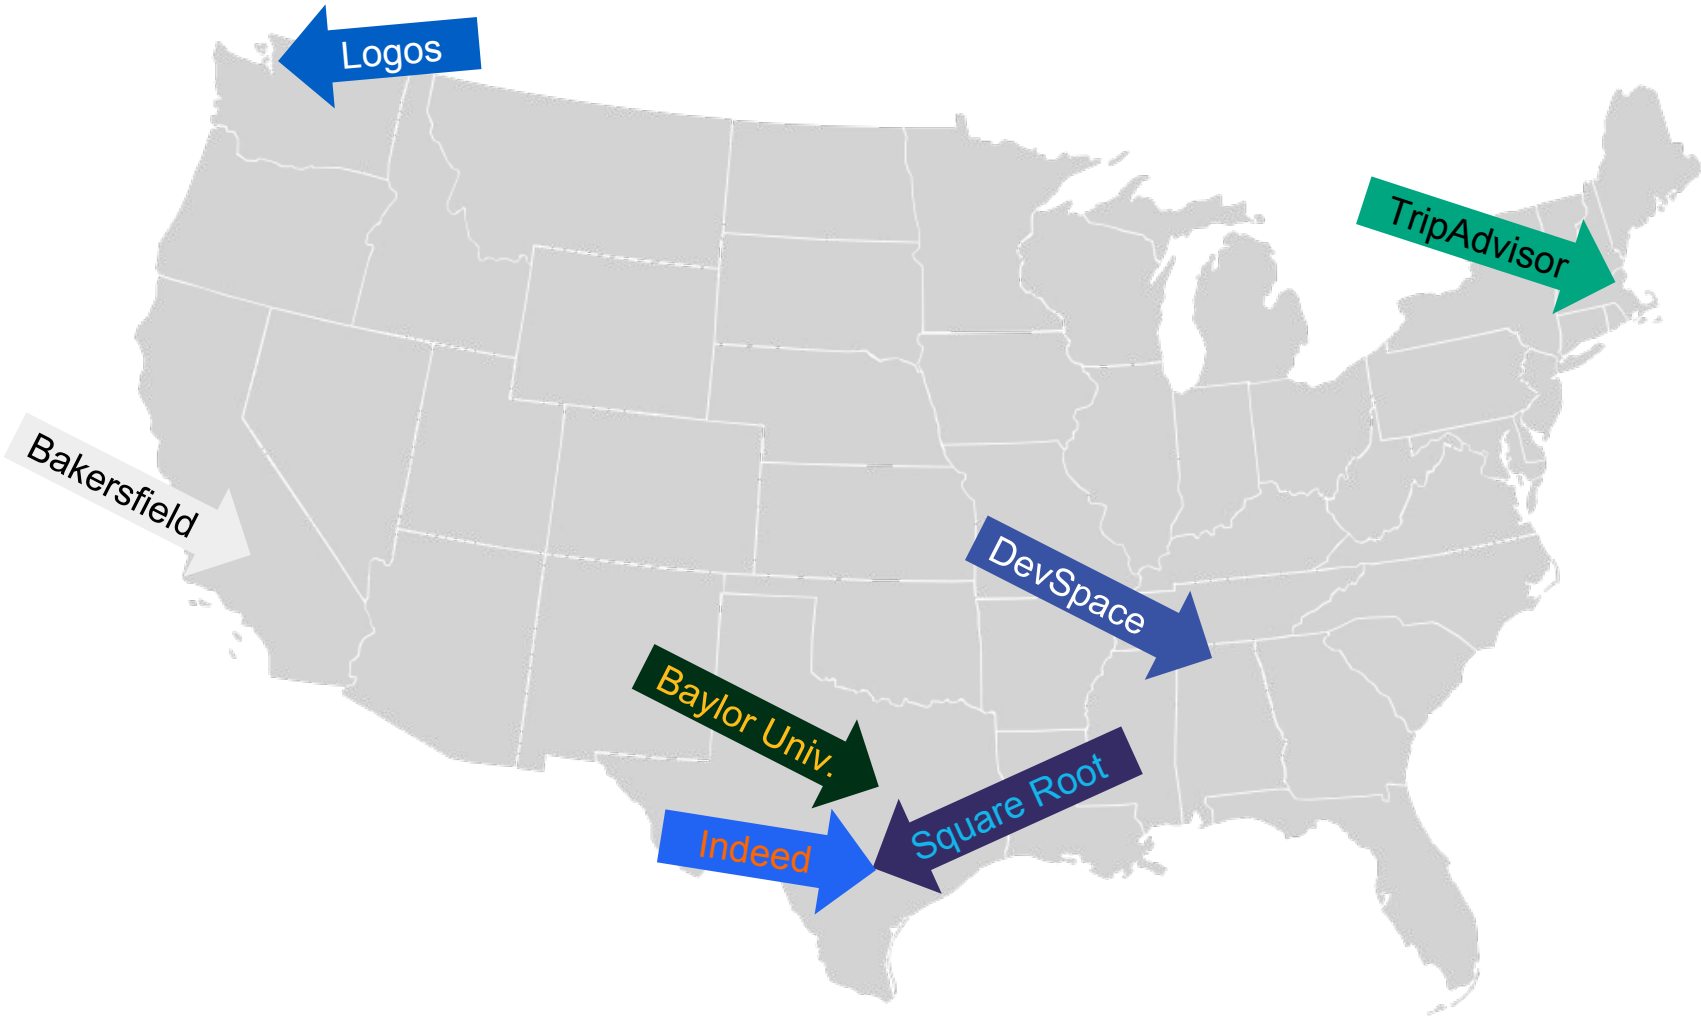 Logos
TripAdvisor
Bakersfield
DevSpace
Baylor Univ.
Square Root
Indeed